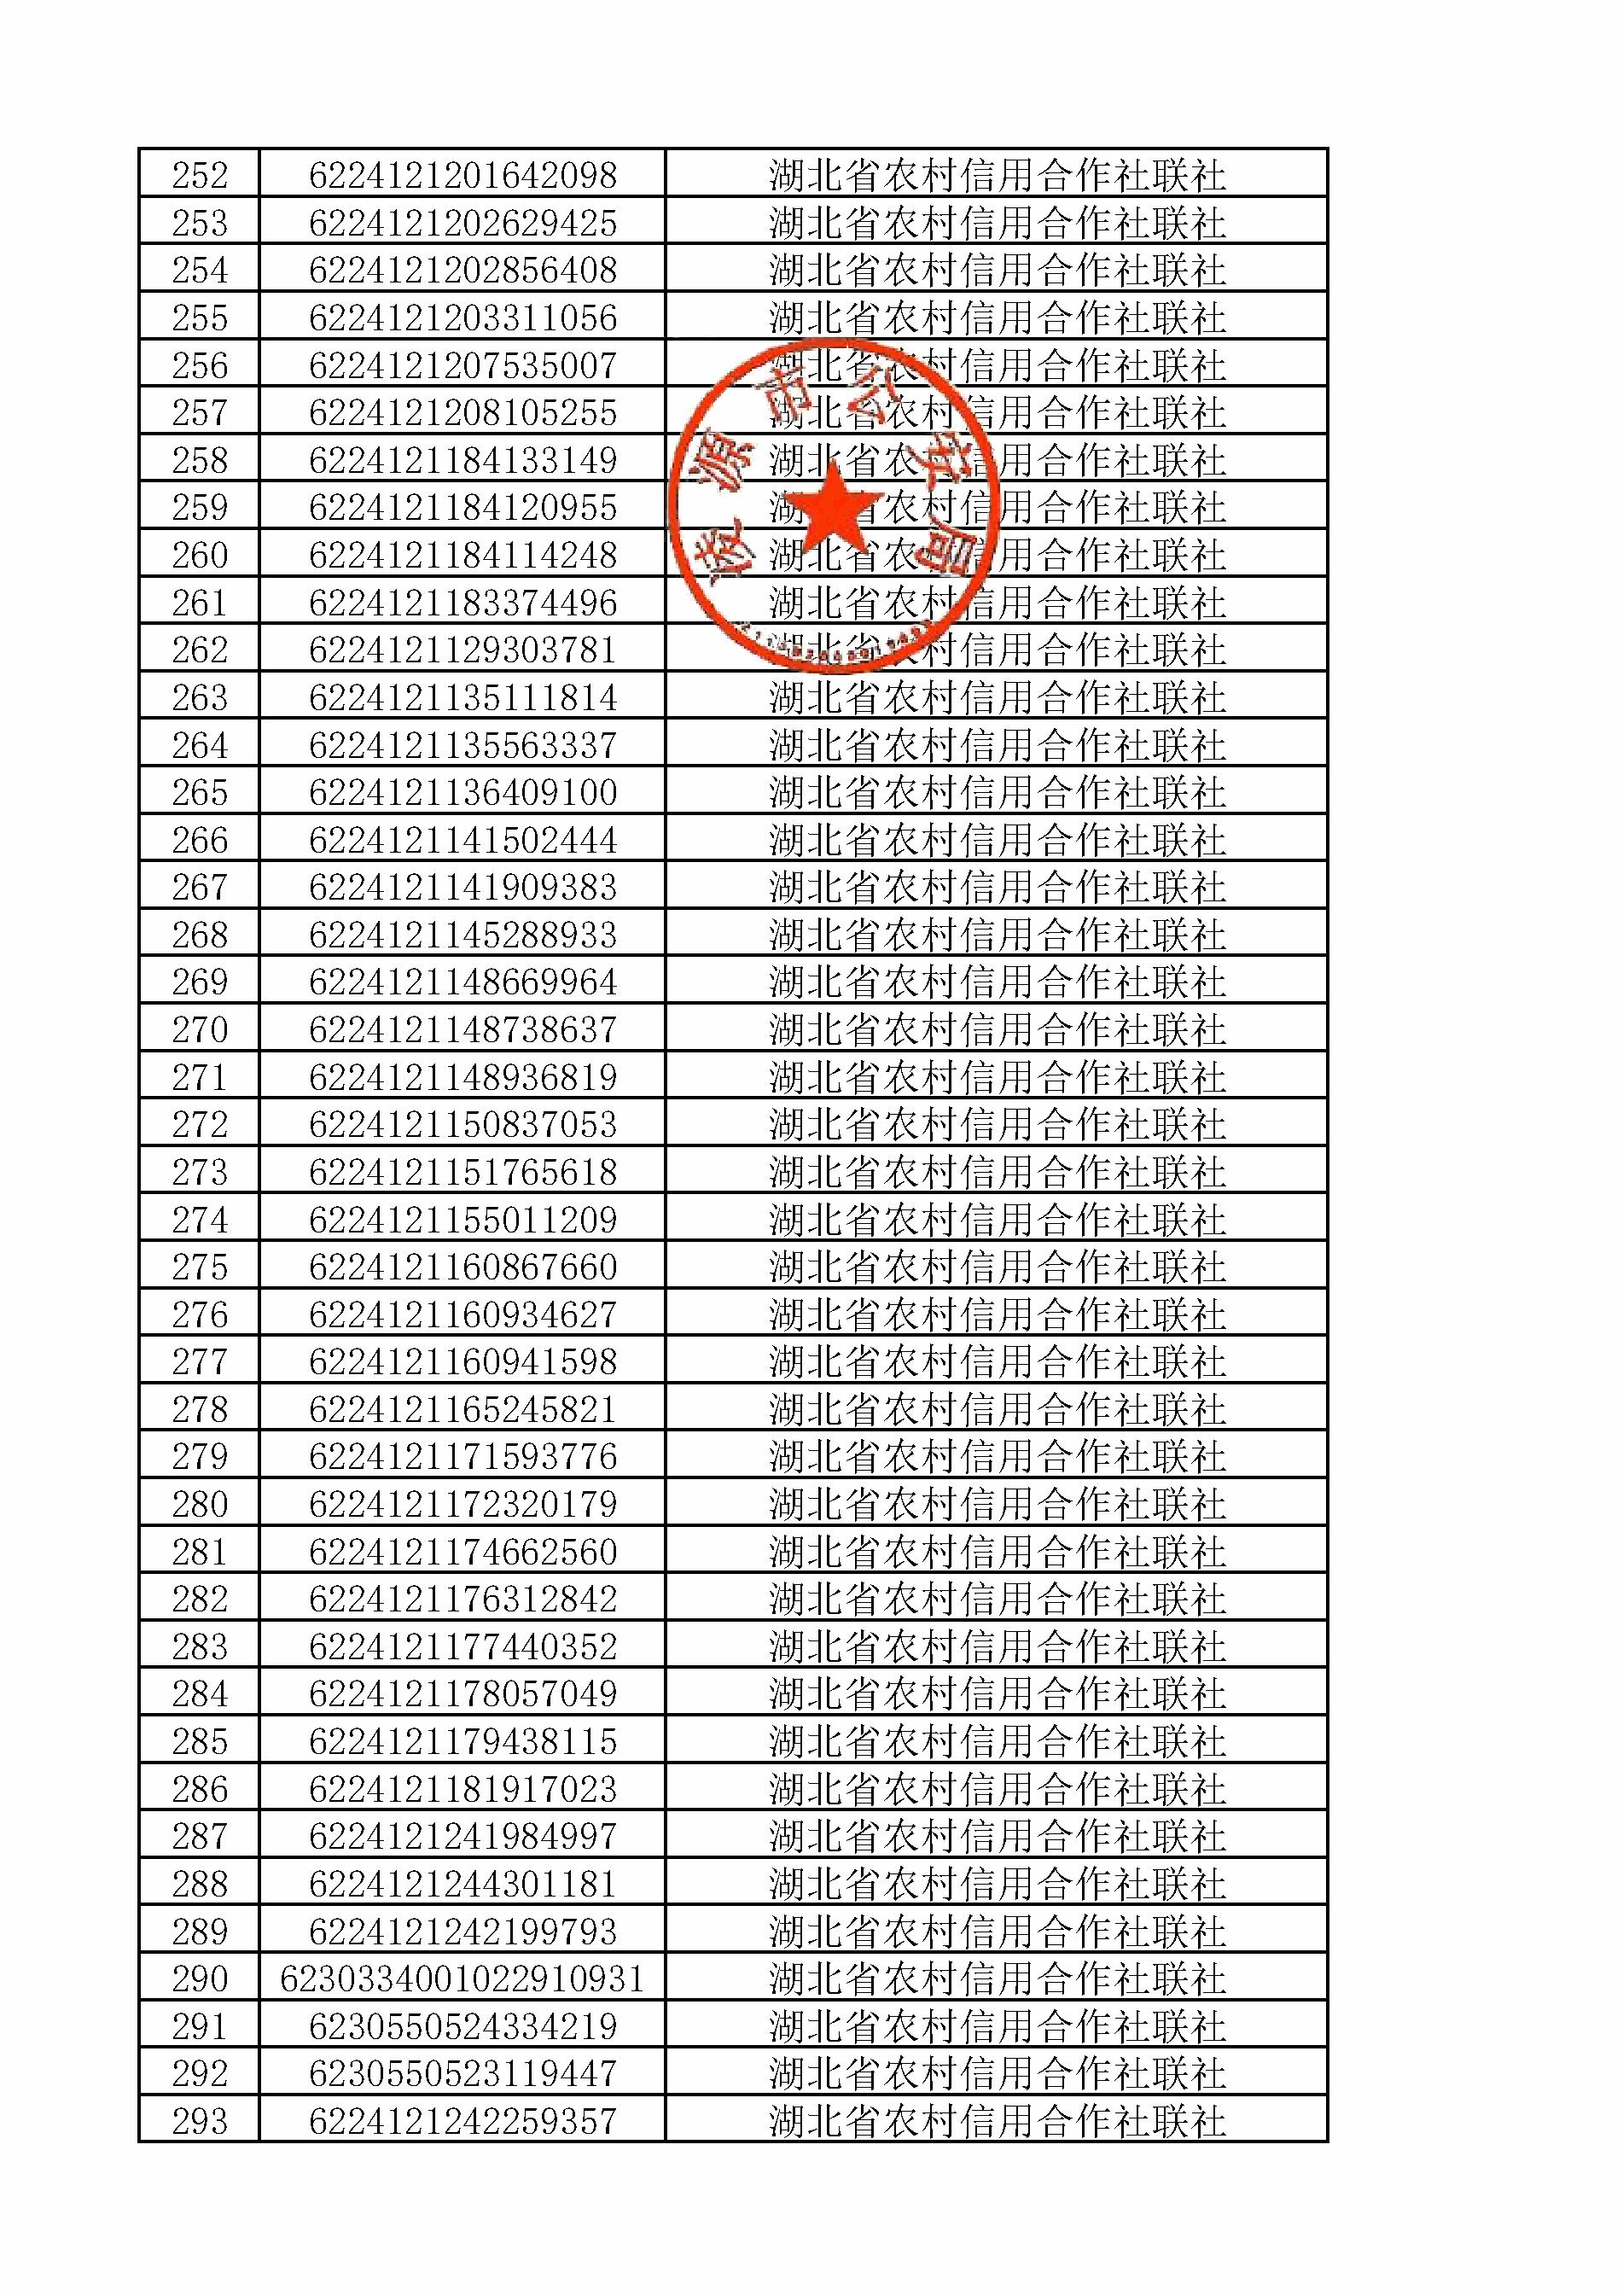 252 6224121201642098 湖北省农村信用合作社联社
253 6224121202629425 湖北省农村信用合作社联社
254 6224121202856408 湖北省农村信用合作社联社
255 6224121203311056 湖北省农村信用合作社联社
256 6224121207535007 湖北省农村信用合作社联社
257 6224121208105255 湖北省农村信用合作社联社
258 6224121184133149 湖北省农村信用合作社联社
259 6224121184120955 湖北省农村信用合作社联社
260 6224121184114248 湖北省农村信用合作社联社
261 6224121183374496 湖北省农村信用合作社联社
262 6224121129303781 湖北省农村信用合作社联社
凌源市公安局
263 6224121135111814 湖北省农村信用合作社联社
264 6224121135563337 湖北省农村信用合作社联社
265 6224121136409100 湖北省农村信用合作社联社
266 6224121141502444 湖北省农村信用合作社联社
267 6224121141909383 湖北省农村信用合作社联社
268 6224121145288933 湖北省农村信用合作社联社
269 6224121148669964 湖北省农村信用合作社联社
270 6224121148738637 湖北省农村信用合作社联社
271 6224121148936819 湖北省农村信用合作社联社
272 6224121150837053 湖北省农村信用合作社联社
273 6224121151765618 湖北省农村信用合作社联社
274 6224121155011209 湖北省农村信用合作社联社
275 6224121160867660 湖北省农村信用合作社联社
276 6224121160934627 湖北省农村信用合作社联社
277 6224121160941598 湖北省农村信用合作社联社
278 6224121165245821 湖北省农村信用合作社联社
279 6224121171593776 湖北省农村信用合作社联社
280 6224121172320179 湖北省农村信用合作社联社
281 6224121174662560 湖北省农村信用合作社联社
282 6224121176312842 湖北省农村信用合作社联社
283 6224121177440352 湖北省农村信用合作社联社
284 6224121178057049 湖北省农村信用合作社联社
285 6224121179438115 湖北省农村信用合作社联社
286 6224121181917023 湖北省农村信用合作社联社
287 6224121241984997 湖北省农村信用合作社联社
288 6224121244301181 湖北省农村信用合作社联社
289 6224121242199793 湖北省农村信用合作社联社
290 6230334001022910931 湖北省农村信用合作社联社
291 6230550524334219 湖北省农村信用合作社联社
292 6230550523119447 湖北省农村信用合作社联社
293 6224121242259357 湖北省农村信用合作社联社